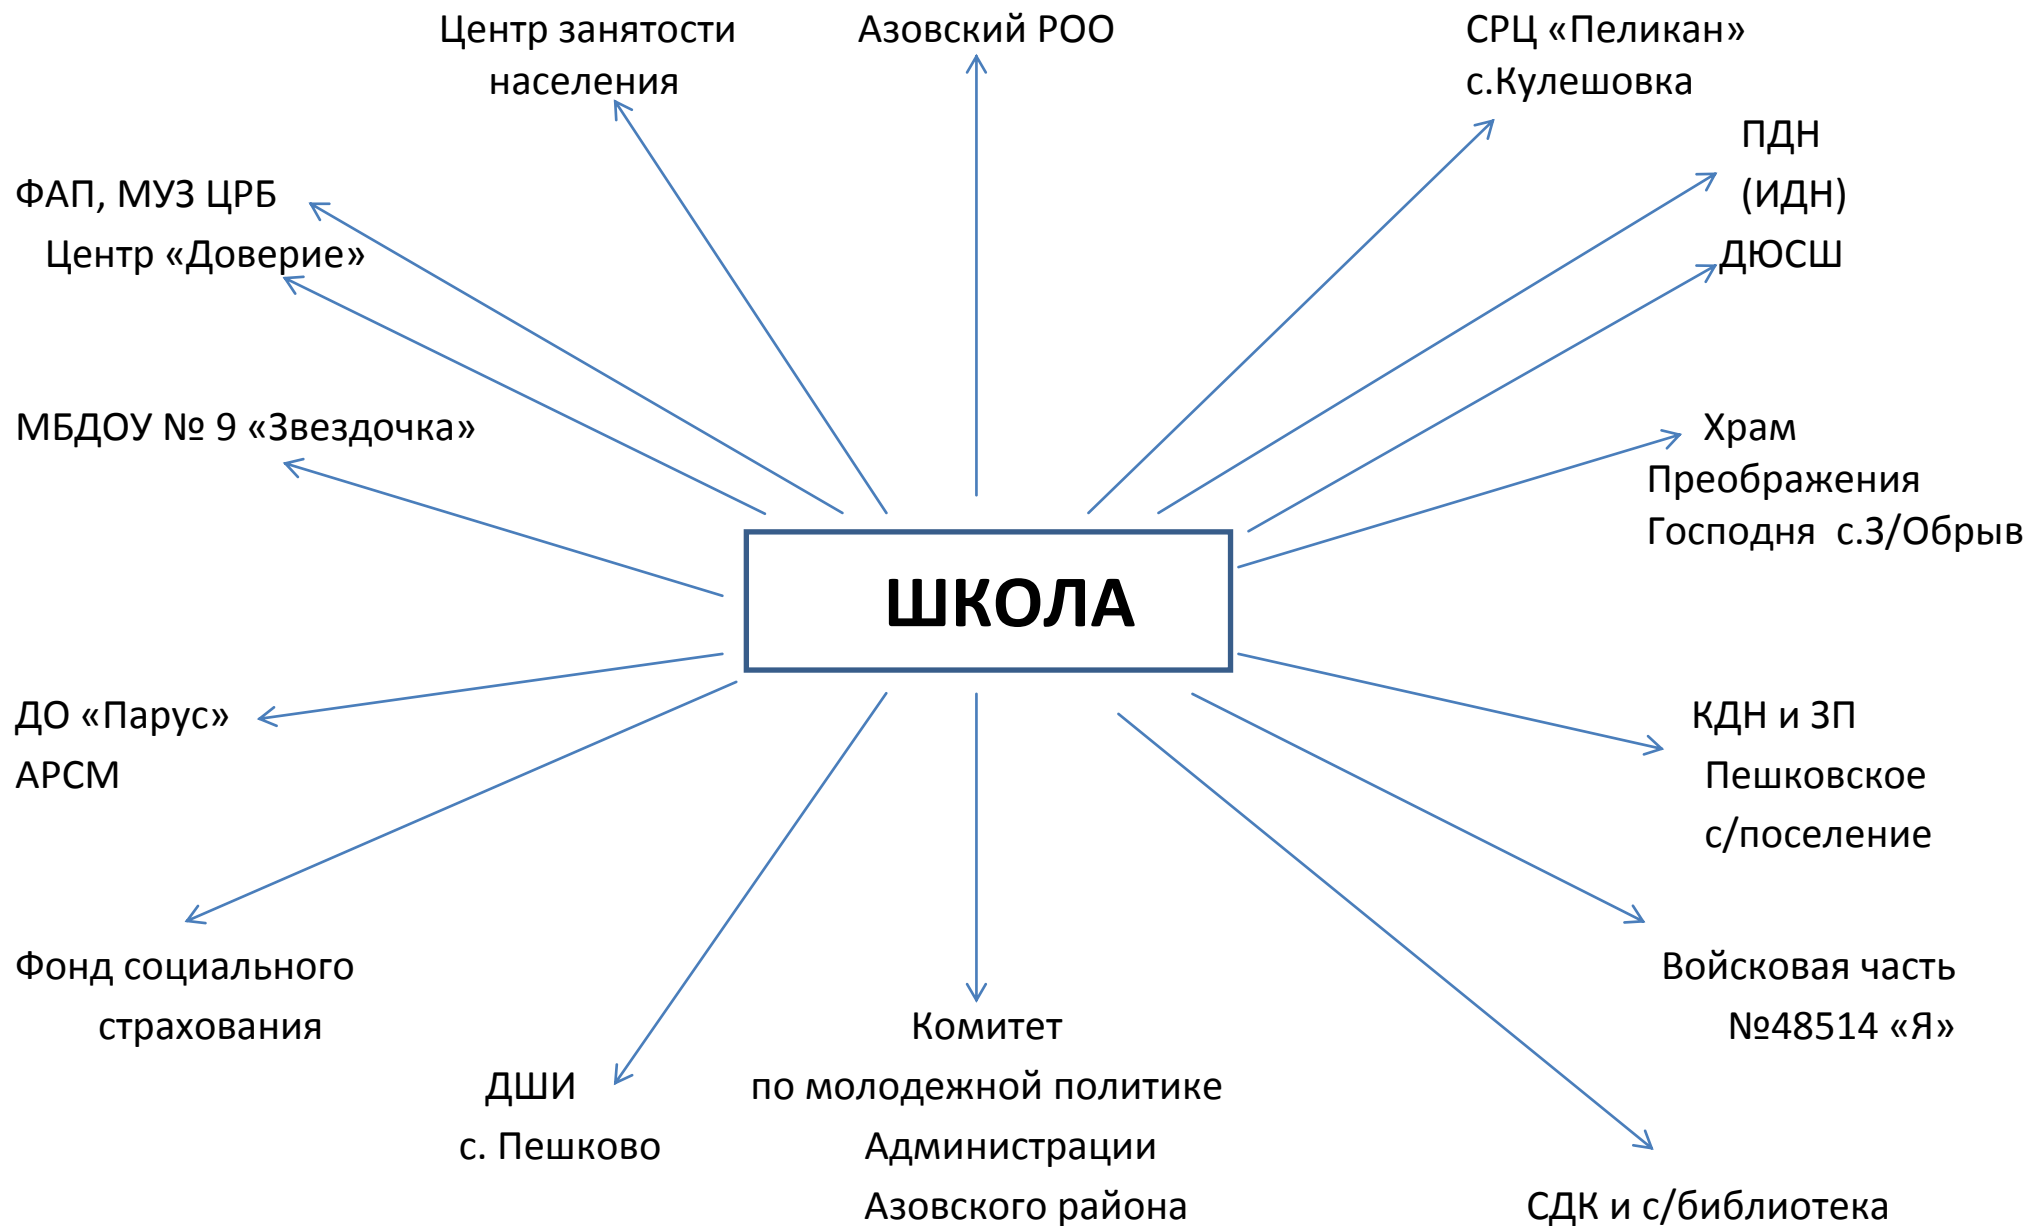 Центр занятости
населения
Азовский РОО
СРЦ «Пеликан»
с.Кулешовка
ПДН
(ИДН)
ДЮСШ
ФАП, МУЗ ЦРБ
Центр «Доверие»
МБДОУ № 9 «Звездочка»
Храм
Преображения
Господня с.З/Обрыв
ШКОЛА
ДО «Парус»
АРСМ
КДН и ЗП
Пешковское
с/поселение
Фонд социального
страхования
Войсковая часть
№48514 «Я»
ДШИ
с. Пешково
Комитет
по молодежной политике
Администрации
Азовского района
СДК и с/библиотека